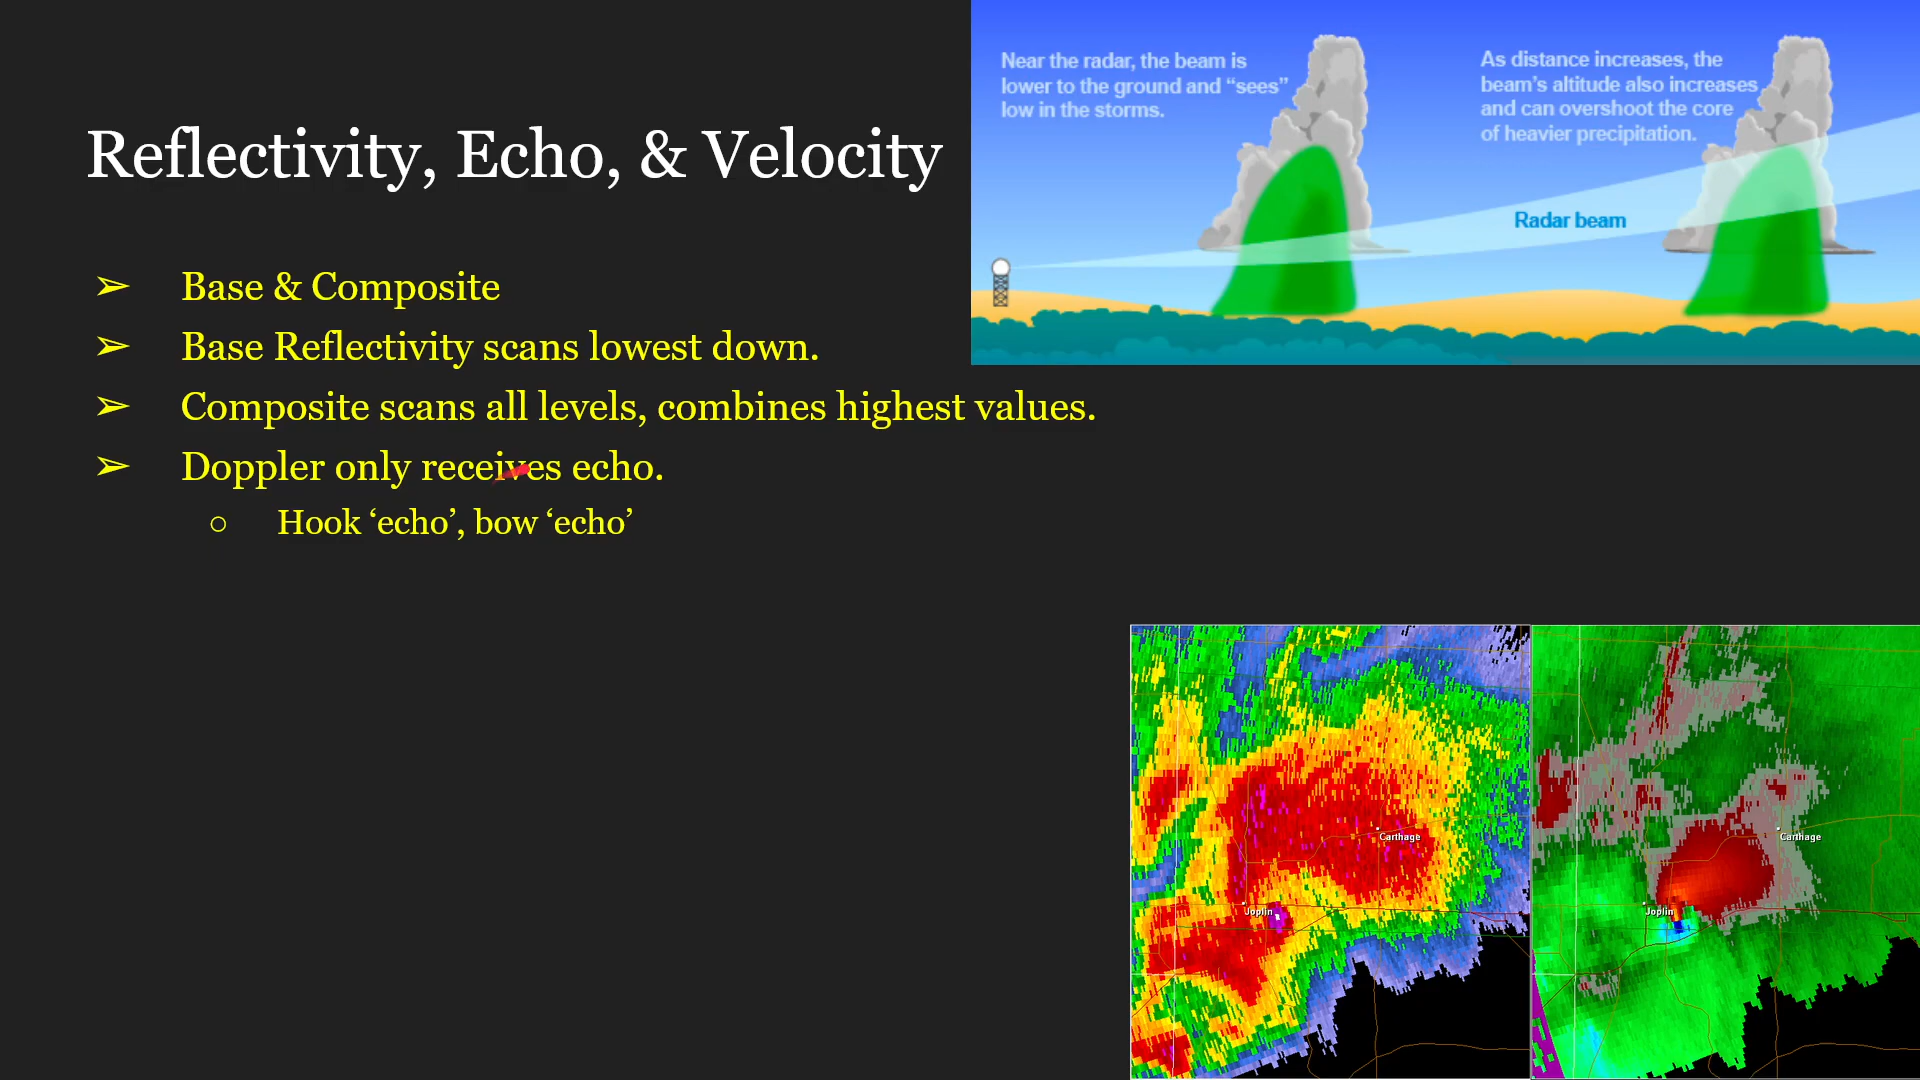 Reflectivity, Echo, & Velocity
➢ Base & Composite
➢ Base Reflectivity scans lowest down.
➢ Composite scans all levels, combines highest values.
➢ Doppler only receives echo.
○ Hook ‘echo’, bow ‘echo’
Near the radar, the beam is
lower to the ground and “sees”
low in the storms.
As distance increases, the
beam’s altitude also increases
and can overshoot the core
of heavier precipitation.
Radar beam
Carthage
Joplin
Carthage
Joplin